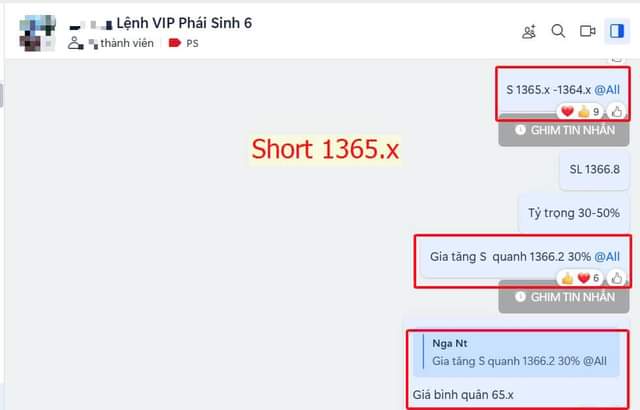 Lệnh VIP Phái Sinh 6
thành viên PS
S 1365.x -1364.x @All
9
GHIM TIN NHẮN
Short 1365.x
SL 1366.8
Tỷ trọng 30-50%
Gia tăng S quanh 1366.2 30% @All
6
GHIM TIN NHẮN
Nga Nt
Gia tăng S quanh 1366.2 30% @All
Giá bình quân 65.x